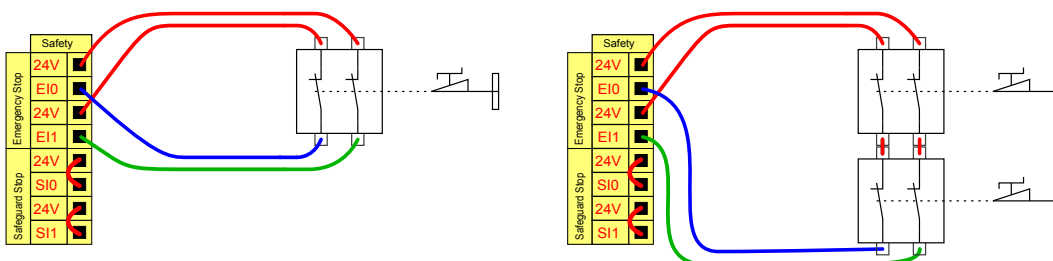 Safety
Emergency Stop
24V
EI0
24V
EI1
Safeguard Stop
24V
SI0
24V
SI1
Safety
Emergency Stop
24V
EI0
24V
EI1
Safeguard Stop
24V
SI0
24V
SI1